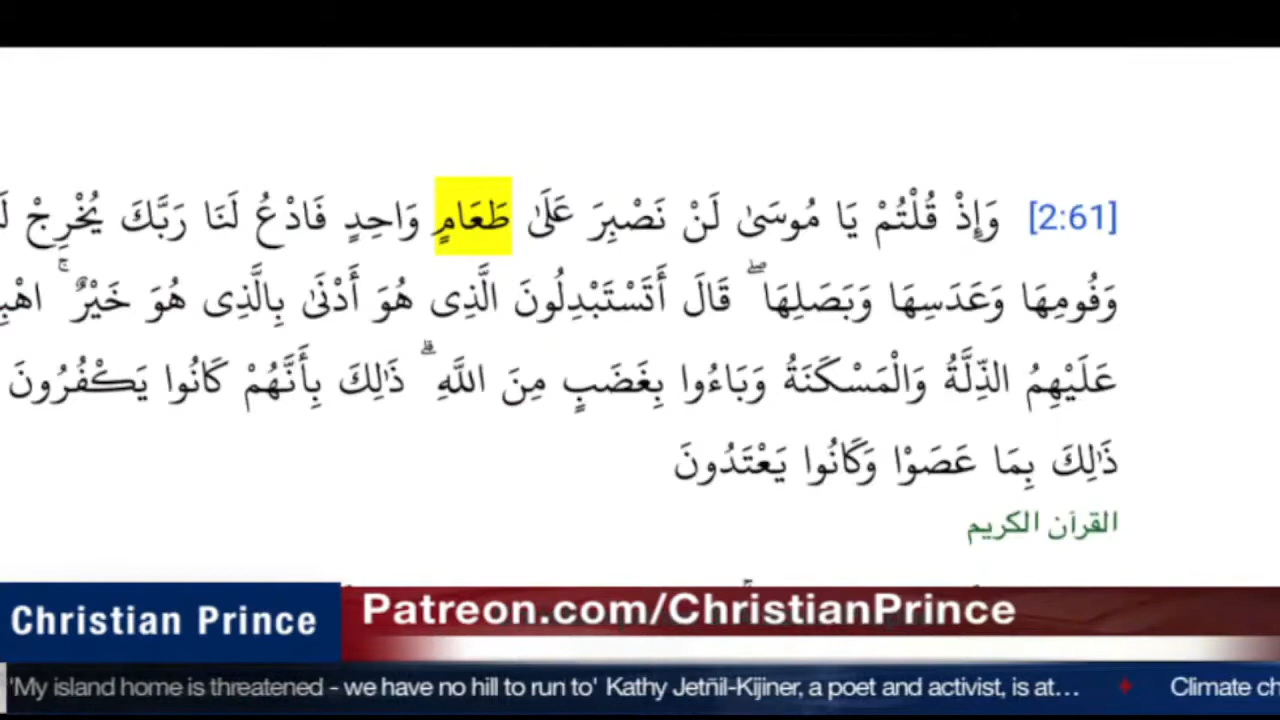 [2:61] وَإِذْ قُلْتُمْ يَا مُوسَىٰ لَنْ نَصْبِرَ عَلَىٰ طَعَامٍ وَاحِدٍ فَادْعُ لَنَا رَبَّكَ يُخْرِجْ
وَفُومِهَا وَعَدَسِهَا وَبَصَلِهَا ۖ قَالَ أَتَسْتَبْدِلُونَ الَّذِى هُوَ أَدْنَىٰ بِالَّذِى هُوَ خَيْرٌ ۚ
عَلَيْهِمُ الذِّلَّةُ وَالْمَسْكَنَةُ وَبَاءُوا بِغَضَبٍ مِنَ اللَّهِ ۗ ذَٰلِكَ بِأَنَّهُمْ كَانُوا يَكْفُرُونَ
ذَٰلِكَ بِمَا عَصَوْا وَكَانُوا يَعْتَدُونَ
القرآن الكريم
Christian Prince
Patreon.com/ChristianPrince
'My island home is threatened - we have no hill to run to' Kathy Jetñil-Kijiner, a poet and activist, is at... Climate